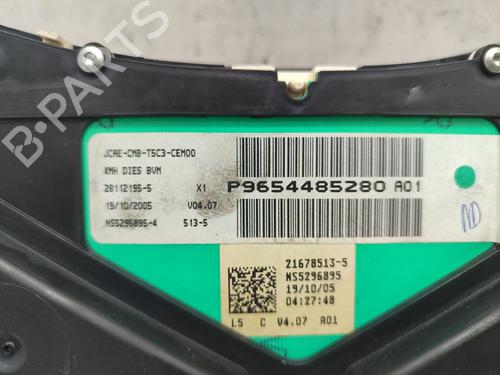 B-PARTS
JCAE-CMB-T5C3-CEM00
KMH DIES BVM
28112195-5 X1
19/10/2005 V04.07
NS5296895-4 513-5
P9654485280 A01
ND
21678513-5
NS5296895
19/10/05
04:27:48
L5 C V4.07 A01